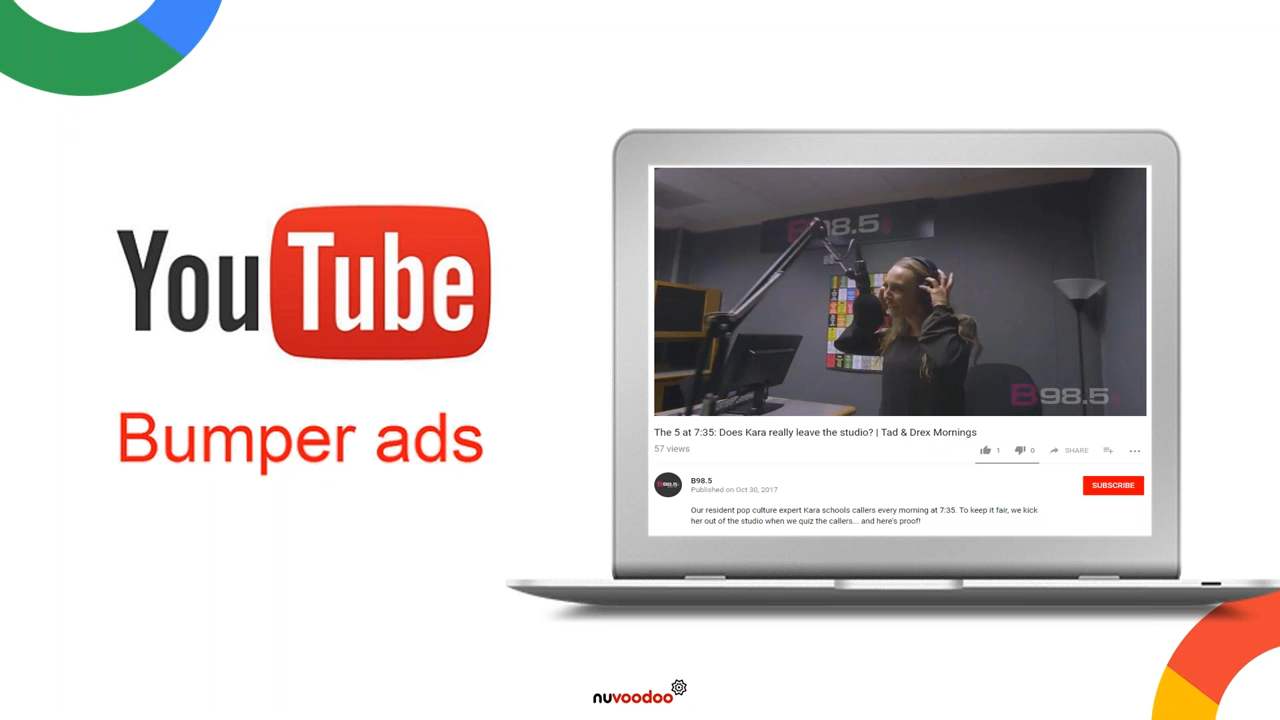 YouTube
Bumper ads
B98.5
B98.5
The 5 at 7:35: Does Kara really leave the studio? | Tad & Drex Mornings
57 views
1
0
SHARE
B98.5
B98.5
Published on Oct 30, 2017
SUBSCRIBE
Our resident pop culture expert Kara schools callers every morning at 7:35. To keep it fair, we kick
her out of the studio when we quiz the callers... and here's proof!
nuvoodoo